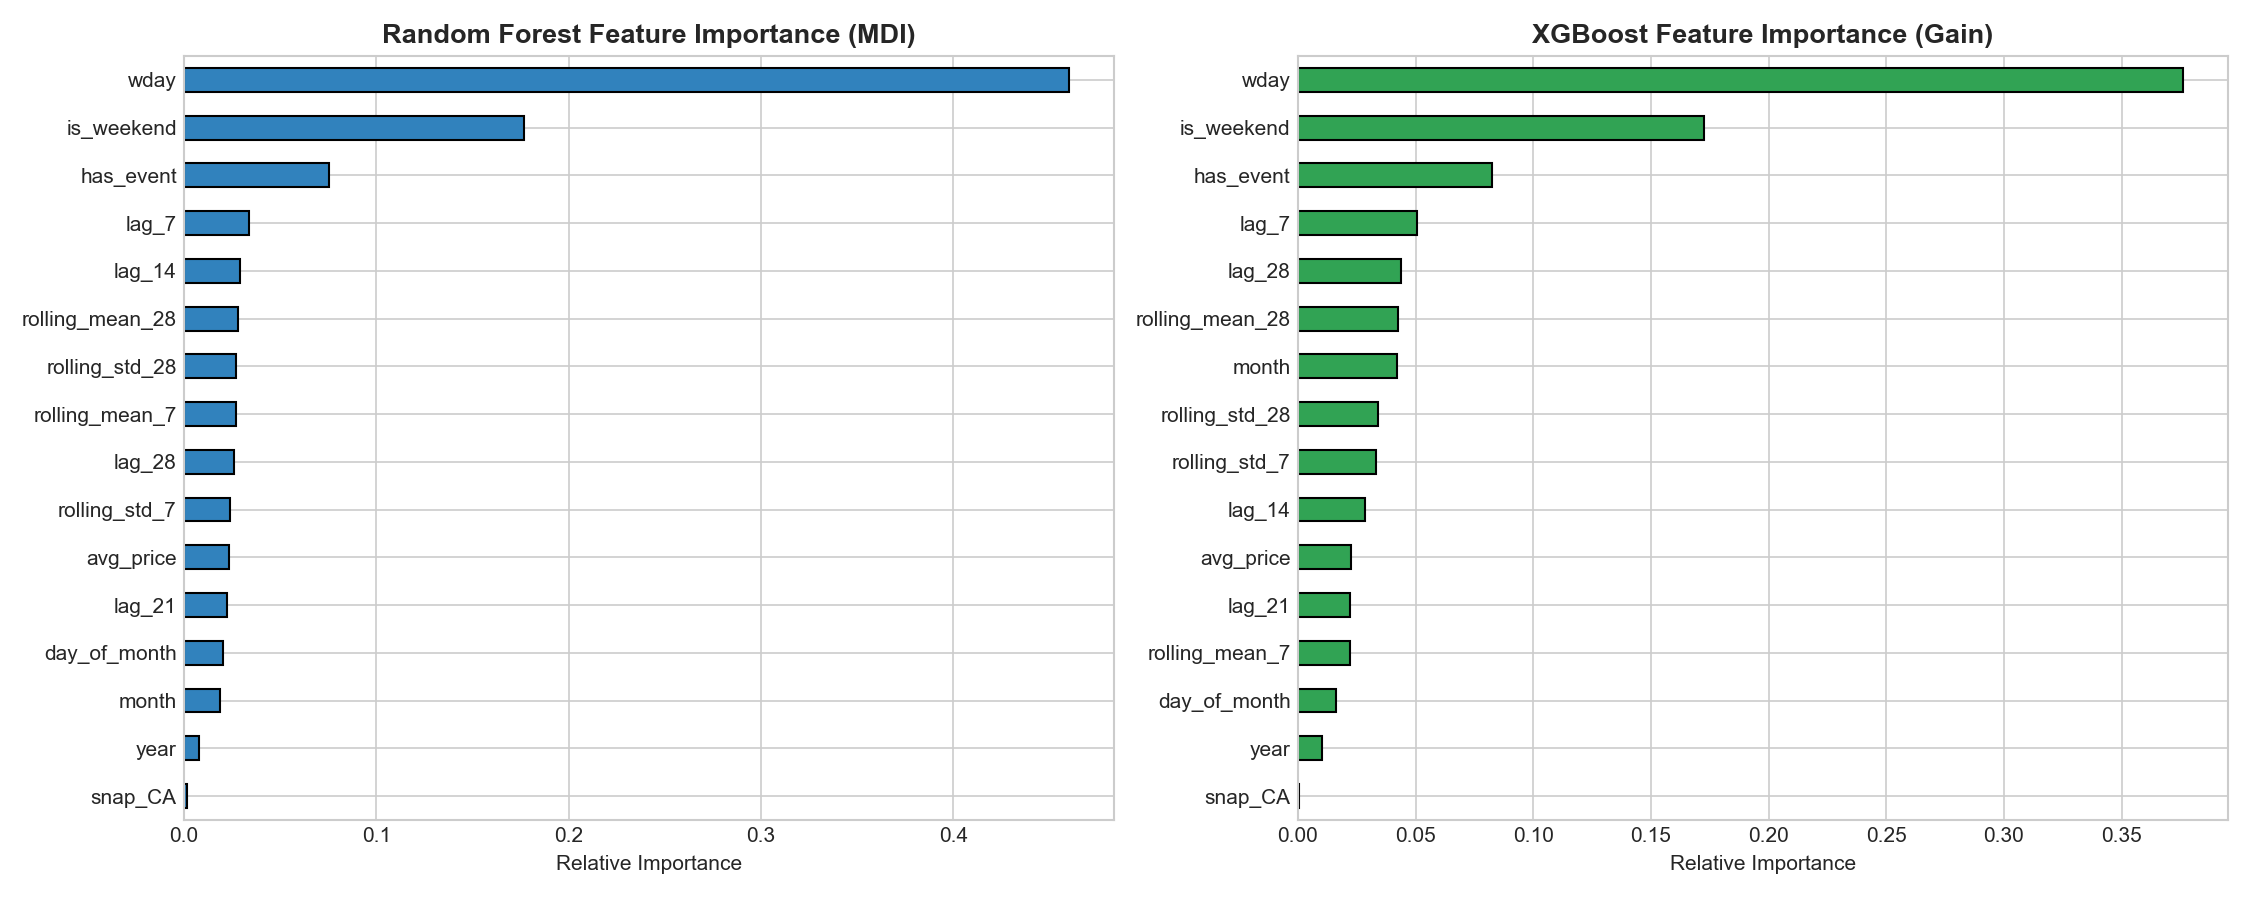 Random Forest Feature Importance (MDI)
wday
is_weekend
has_event
lag_7
lag_14
rolling_mean_28
rolling_std_28
rolling_mean_7
lag_28
rolling_std_7
avg_price
lag_21
day_of_month
month
year
snap_CA
0.0 0.1 0.2 0.3 0.4
Relative Importance
XGBoost Feature Importance (Gain)
wday
is_weekend
has_event
lag_7
lag_28
rolling_mean_28
month
rolling_std_28
rolling_std_7
lag_14
avg_price
lag_21
rolling_mean_7
day_of_month
year
snap_CA
0.00 0.05 0.10 0.15 0.20 0.25 0.30 0.35
Relative Importance